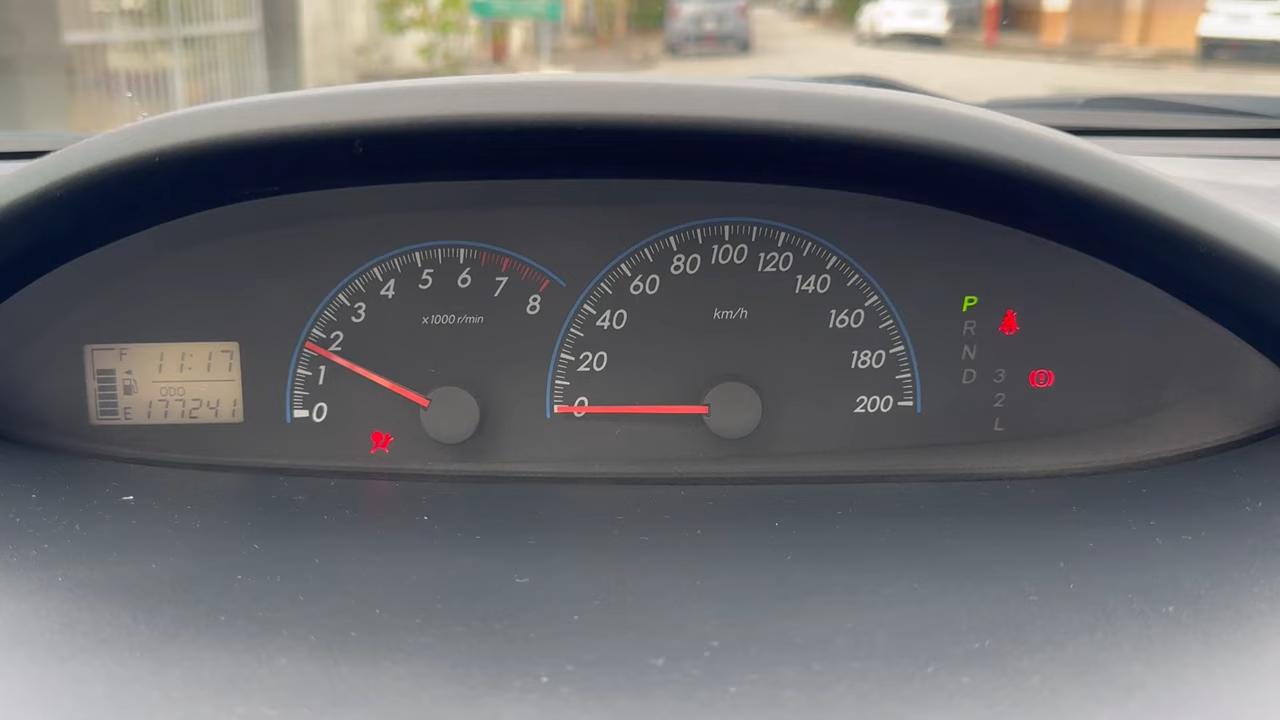 F 11:17
ODO
E 177241
0 1 2 3 4 5 6 7 8
x1000 r/min
0 20 40 60 80 100 120 140 160 180 200
km/h
P
R
N
D 3
2
L